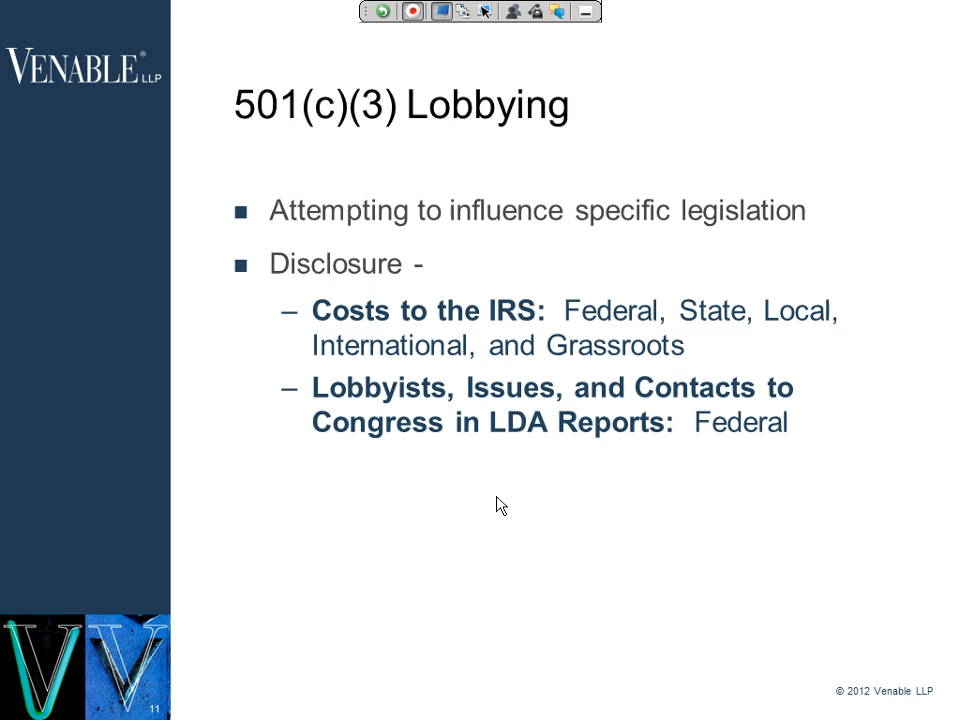 VENABLE® LLP
501(c)(3) Lobbying
■ Attempting to influence specific legislation
■ Disclosure -
– Costs to the IRS: Federal, State, Local,
International, and Grassroots
– Lobbyists, Issues, and Contacts to
Congress in LDA Reports: Federal
11
© 2012 Venable LLP